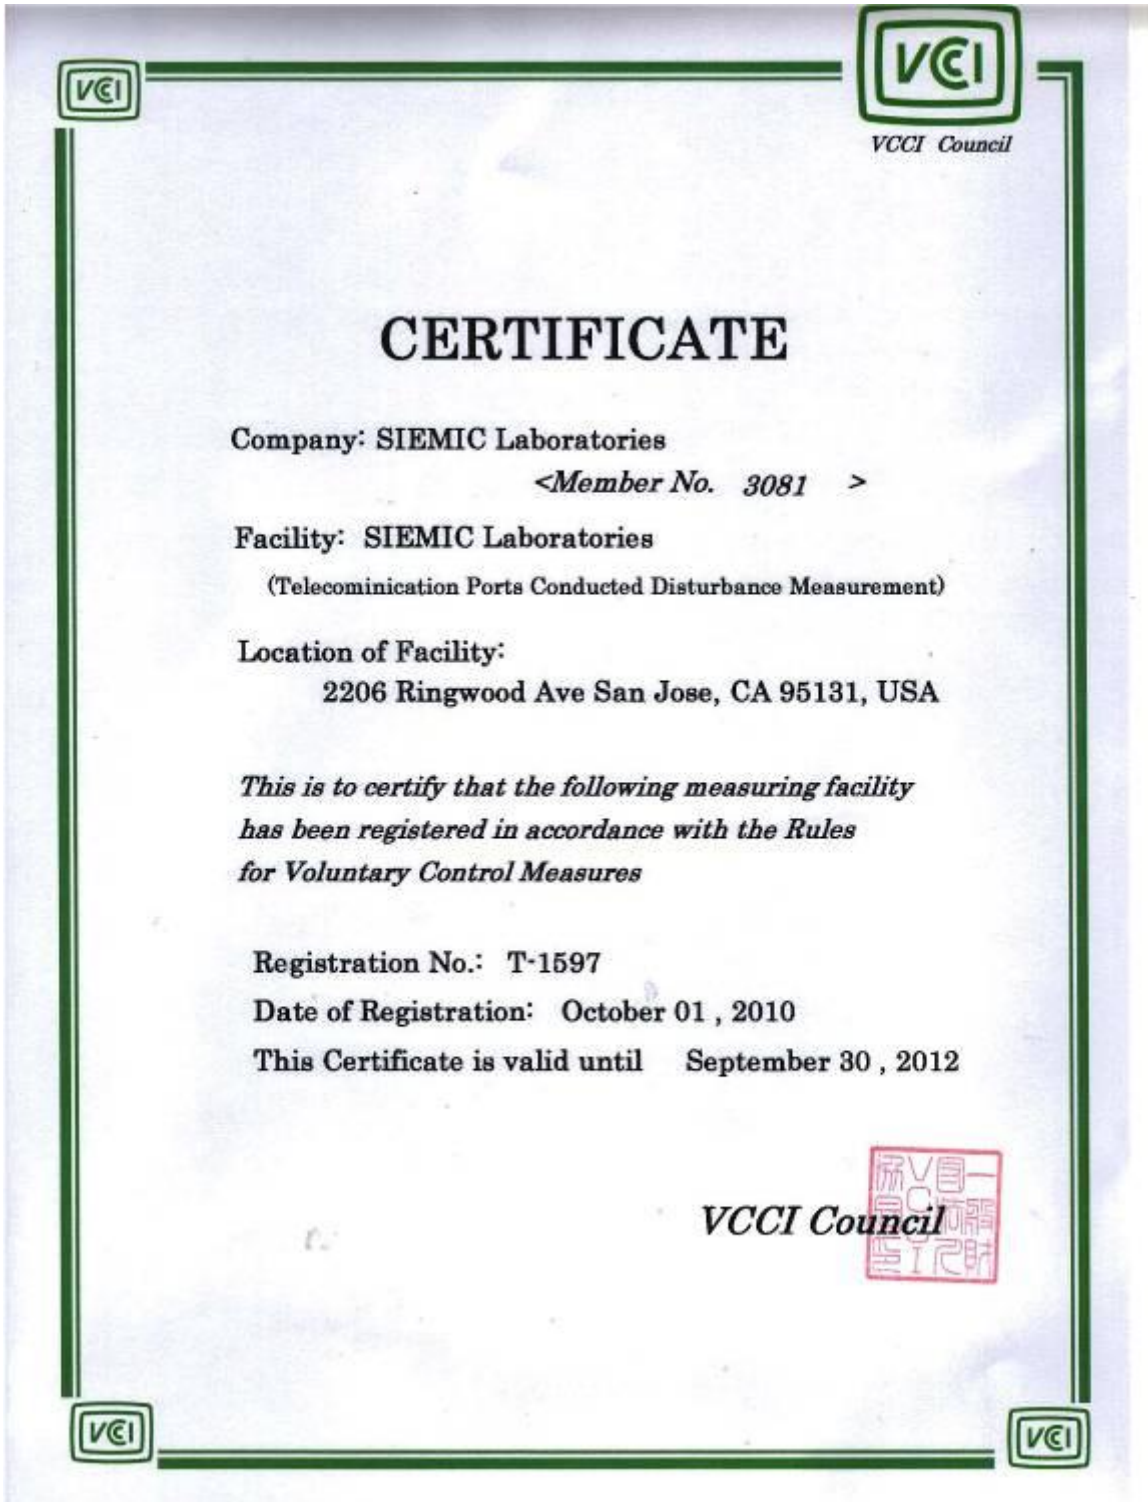 VCCI
VCCI
VCCI Council
CERTIFICATE
Company: SIEMIC Laboratories
<Member No. 3081 >
Facility: SIEMIC Laboratories
(Telecominication Ports Conducted Disturbance Measurement)
Location of Facility:
2206 Ringwood Ave San Jose, CA 95131, USA
This is to certify that the following measuring facility
has been registered in accordance with the Rules
for Voluntary Control Measures
Registration No.: T-1597
Date of Registration: October 01 , 2010
This Certificate is valid until September 30 , 2012
VCCI Council
VCCI
VCCI